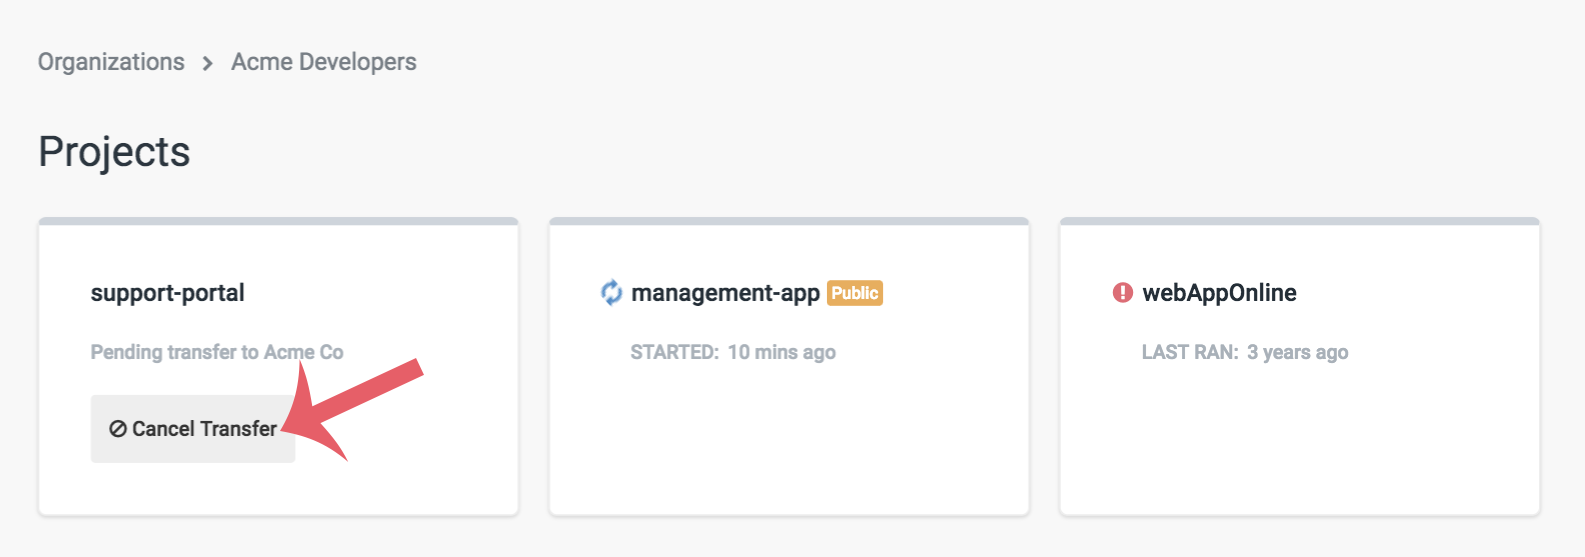 Organizations > Acme Developers
Projects
support-portal
Pending transfer to Acme Co
Cancel Transfer
management-app Public
STARTED: 10 mins ago
webAppOnline
LAST RAN: 3 years ago